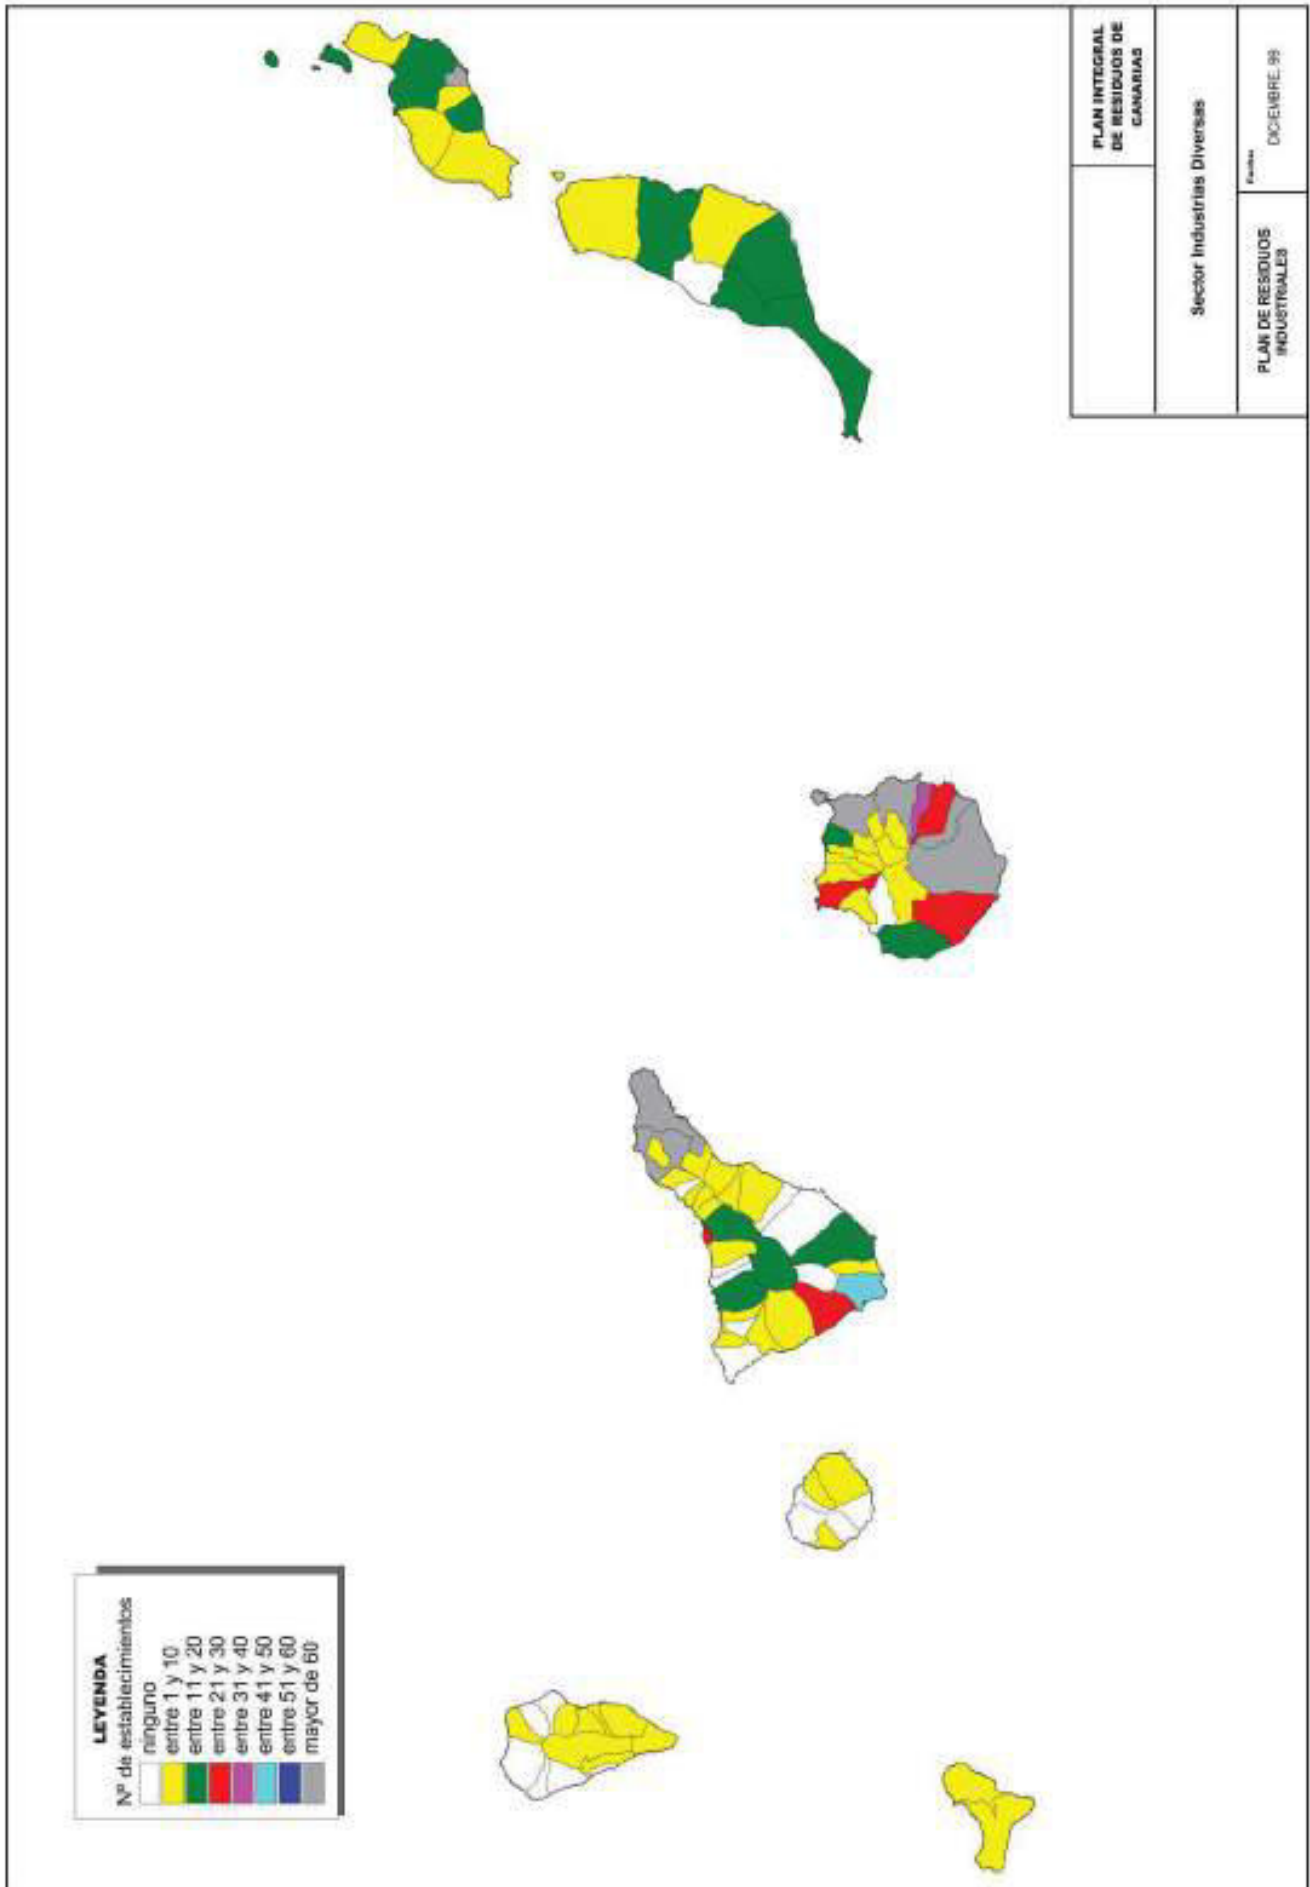 LEYENDA
Nº de establecimientos
ninguno
entre 1 y 10
entre 11 y 20
entre 21 y 30
entre 31 y 40
entre 41 y 50
entre 51 y 60
mayor de 60
PLAN INTEGRAL
DE RESIDUOS DE
CANARIAS
Sector Industrias Diversas
PLAN DE RESIDUOS
INDUSTRIALES
DICIEMBRE, 99